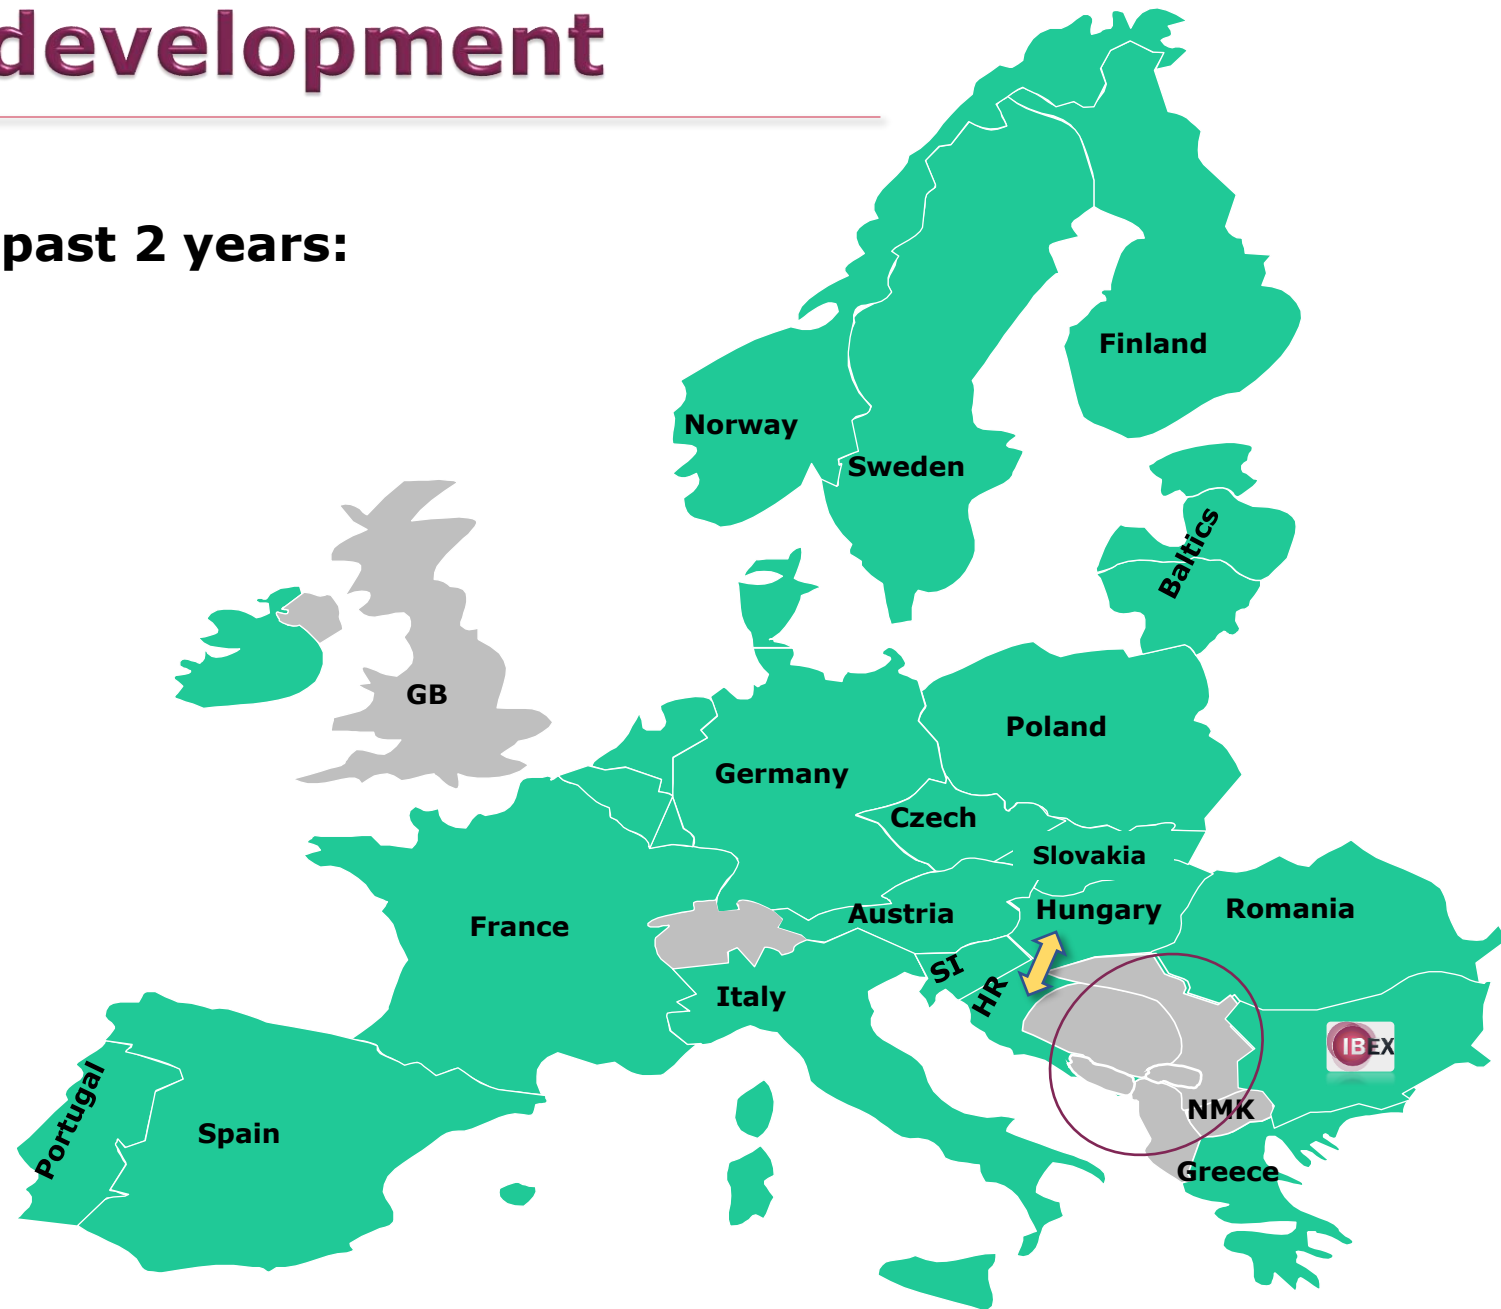 development
past 2 years:
Finland
Norway
Sweden
Baltics
GB
Poland
Germany
Czech
Slovakia
Austria
Hungary
Romania
France
SI
HR
Italy
IBEX
Portugal
Spain
NMK
Greece